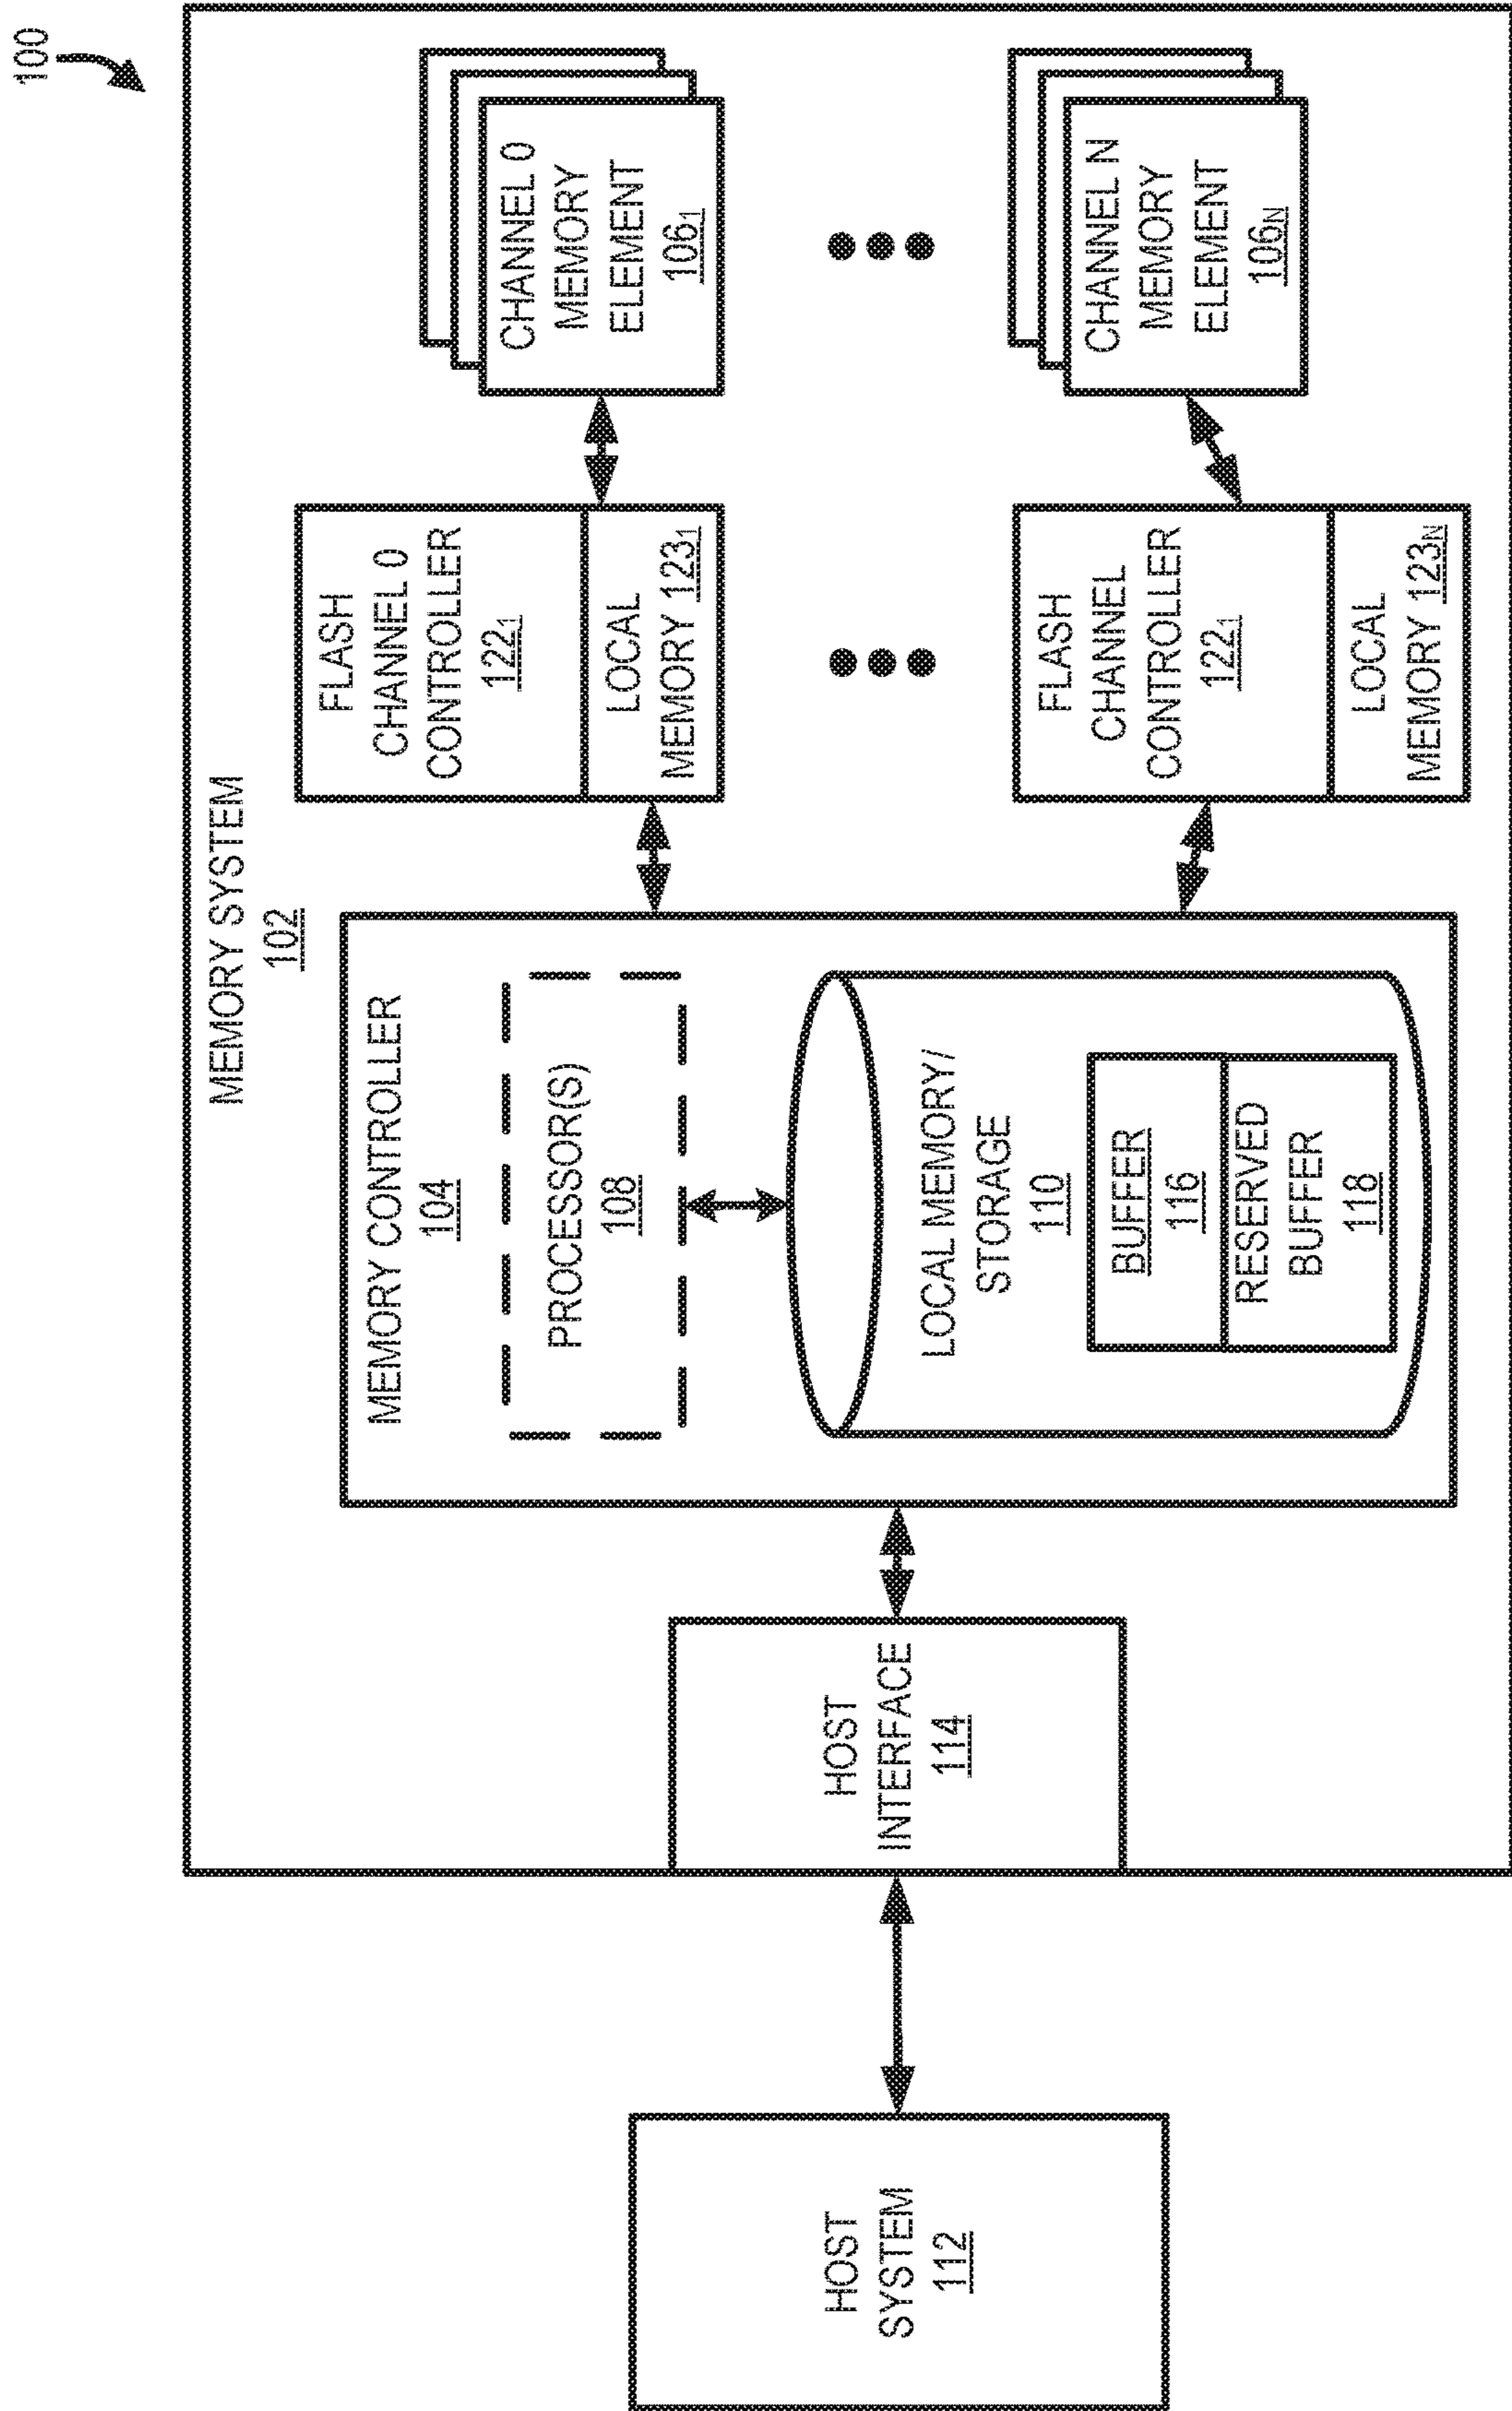 100
MEMORY SYSTEM
102
HOST
SYSTEM
112
HOST
INTERFACE
114
MEMORY CONTROLLER
104
PROCESSOR(S)
108
LOCAL MEMORY/
STORAGE
110
BUFFER
116
RESERVED
BUFFER
118
FLASH
CHANNEL 0
CONTROLLER
122₁
LOCAL
MEMORY 123₁
FLASH
CHANNEL
CONTROLLER
122₁
LOCAL
MEMORY 123N
CHANNEL 0
MEMORY
ELEMENT
106₁
CHANNEL N
MEMORY
ELEMENT
106N